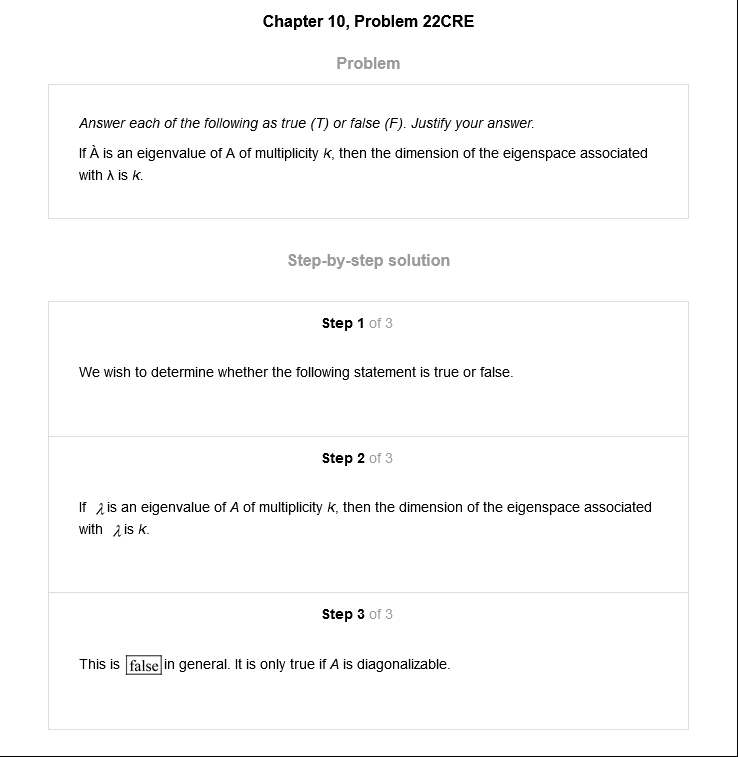 Chapter 10, Problem 22CRE
Problem
Answer each of the following as true (T) or false (F). Justify your answer.
If À is an eigenvalue of A of multiplicity k, then the dimension of the eigenspace associated
with λ is k.
Step-by-step solution
Step 1 of 3
We wish to determine whether the following statement is true or false.
Step 2 of 3
If λ is an eigenvalue of A of multiplicity k, then the dimension of the eigenspace associated
with λ is k.
Step 3 of 3
This is false in general. It is only true if A is diagonalizable.